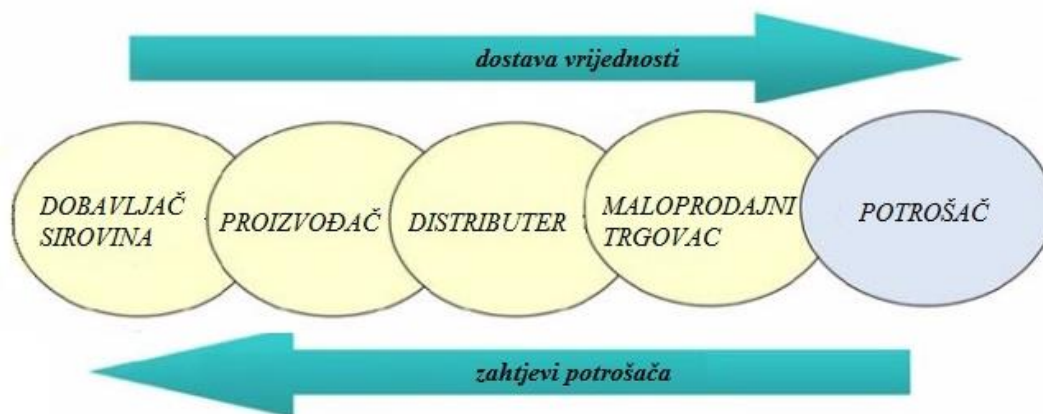 dostava vrijednosti
DOBAVLJAČ
SIROVINA
PROIZVOĐAČ
DISTRIBUTER
MALOPRODAJNI
TRGOVAC
POTROŠAČ
zahtjevi potrošača